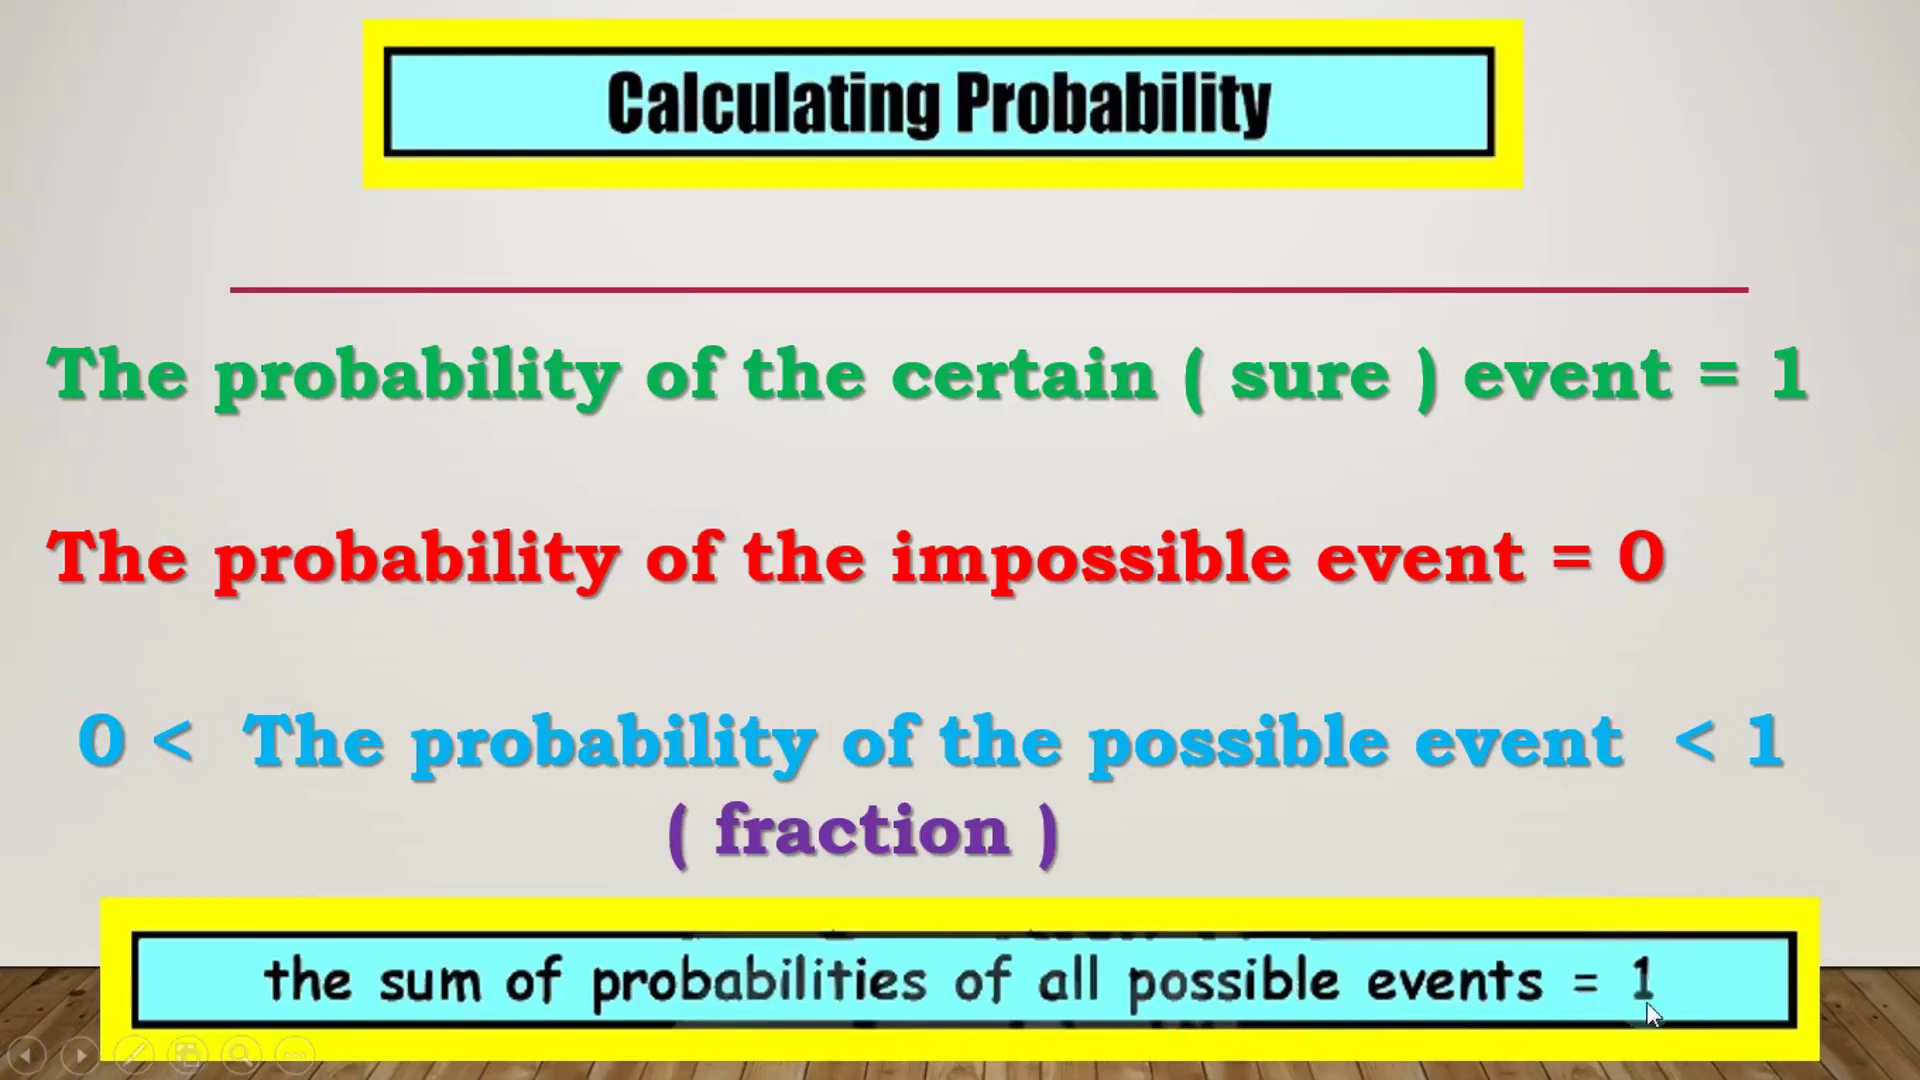 Calculating Probability
The probability of the certain ( sure ) event = 1
The probability of the impossible event = 0
0 < The probability of the possible event < 1
( fraction )
the sum of probabilities of all possible events = 1